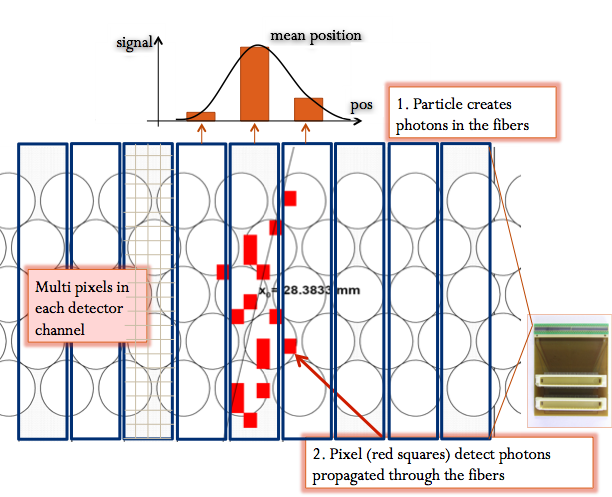 signal
mean position
pos
1. Particle creates
photons in the fibers
Multi pixels in
each detector
channel
x₀= 28.3833 mm
2. Pixel (red squares) detect photons
propagated through the fibers